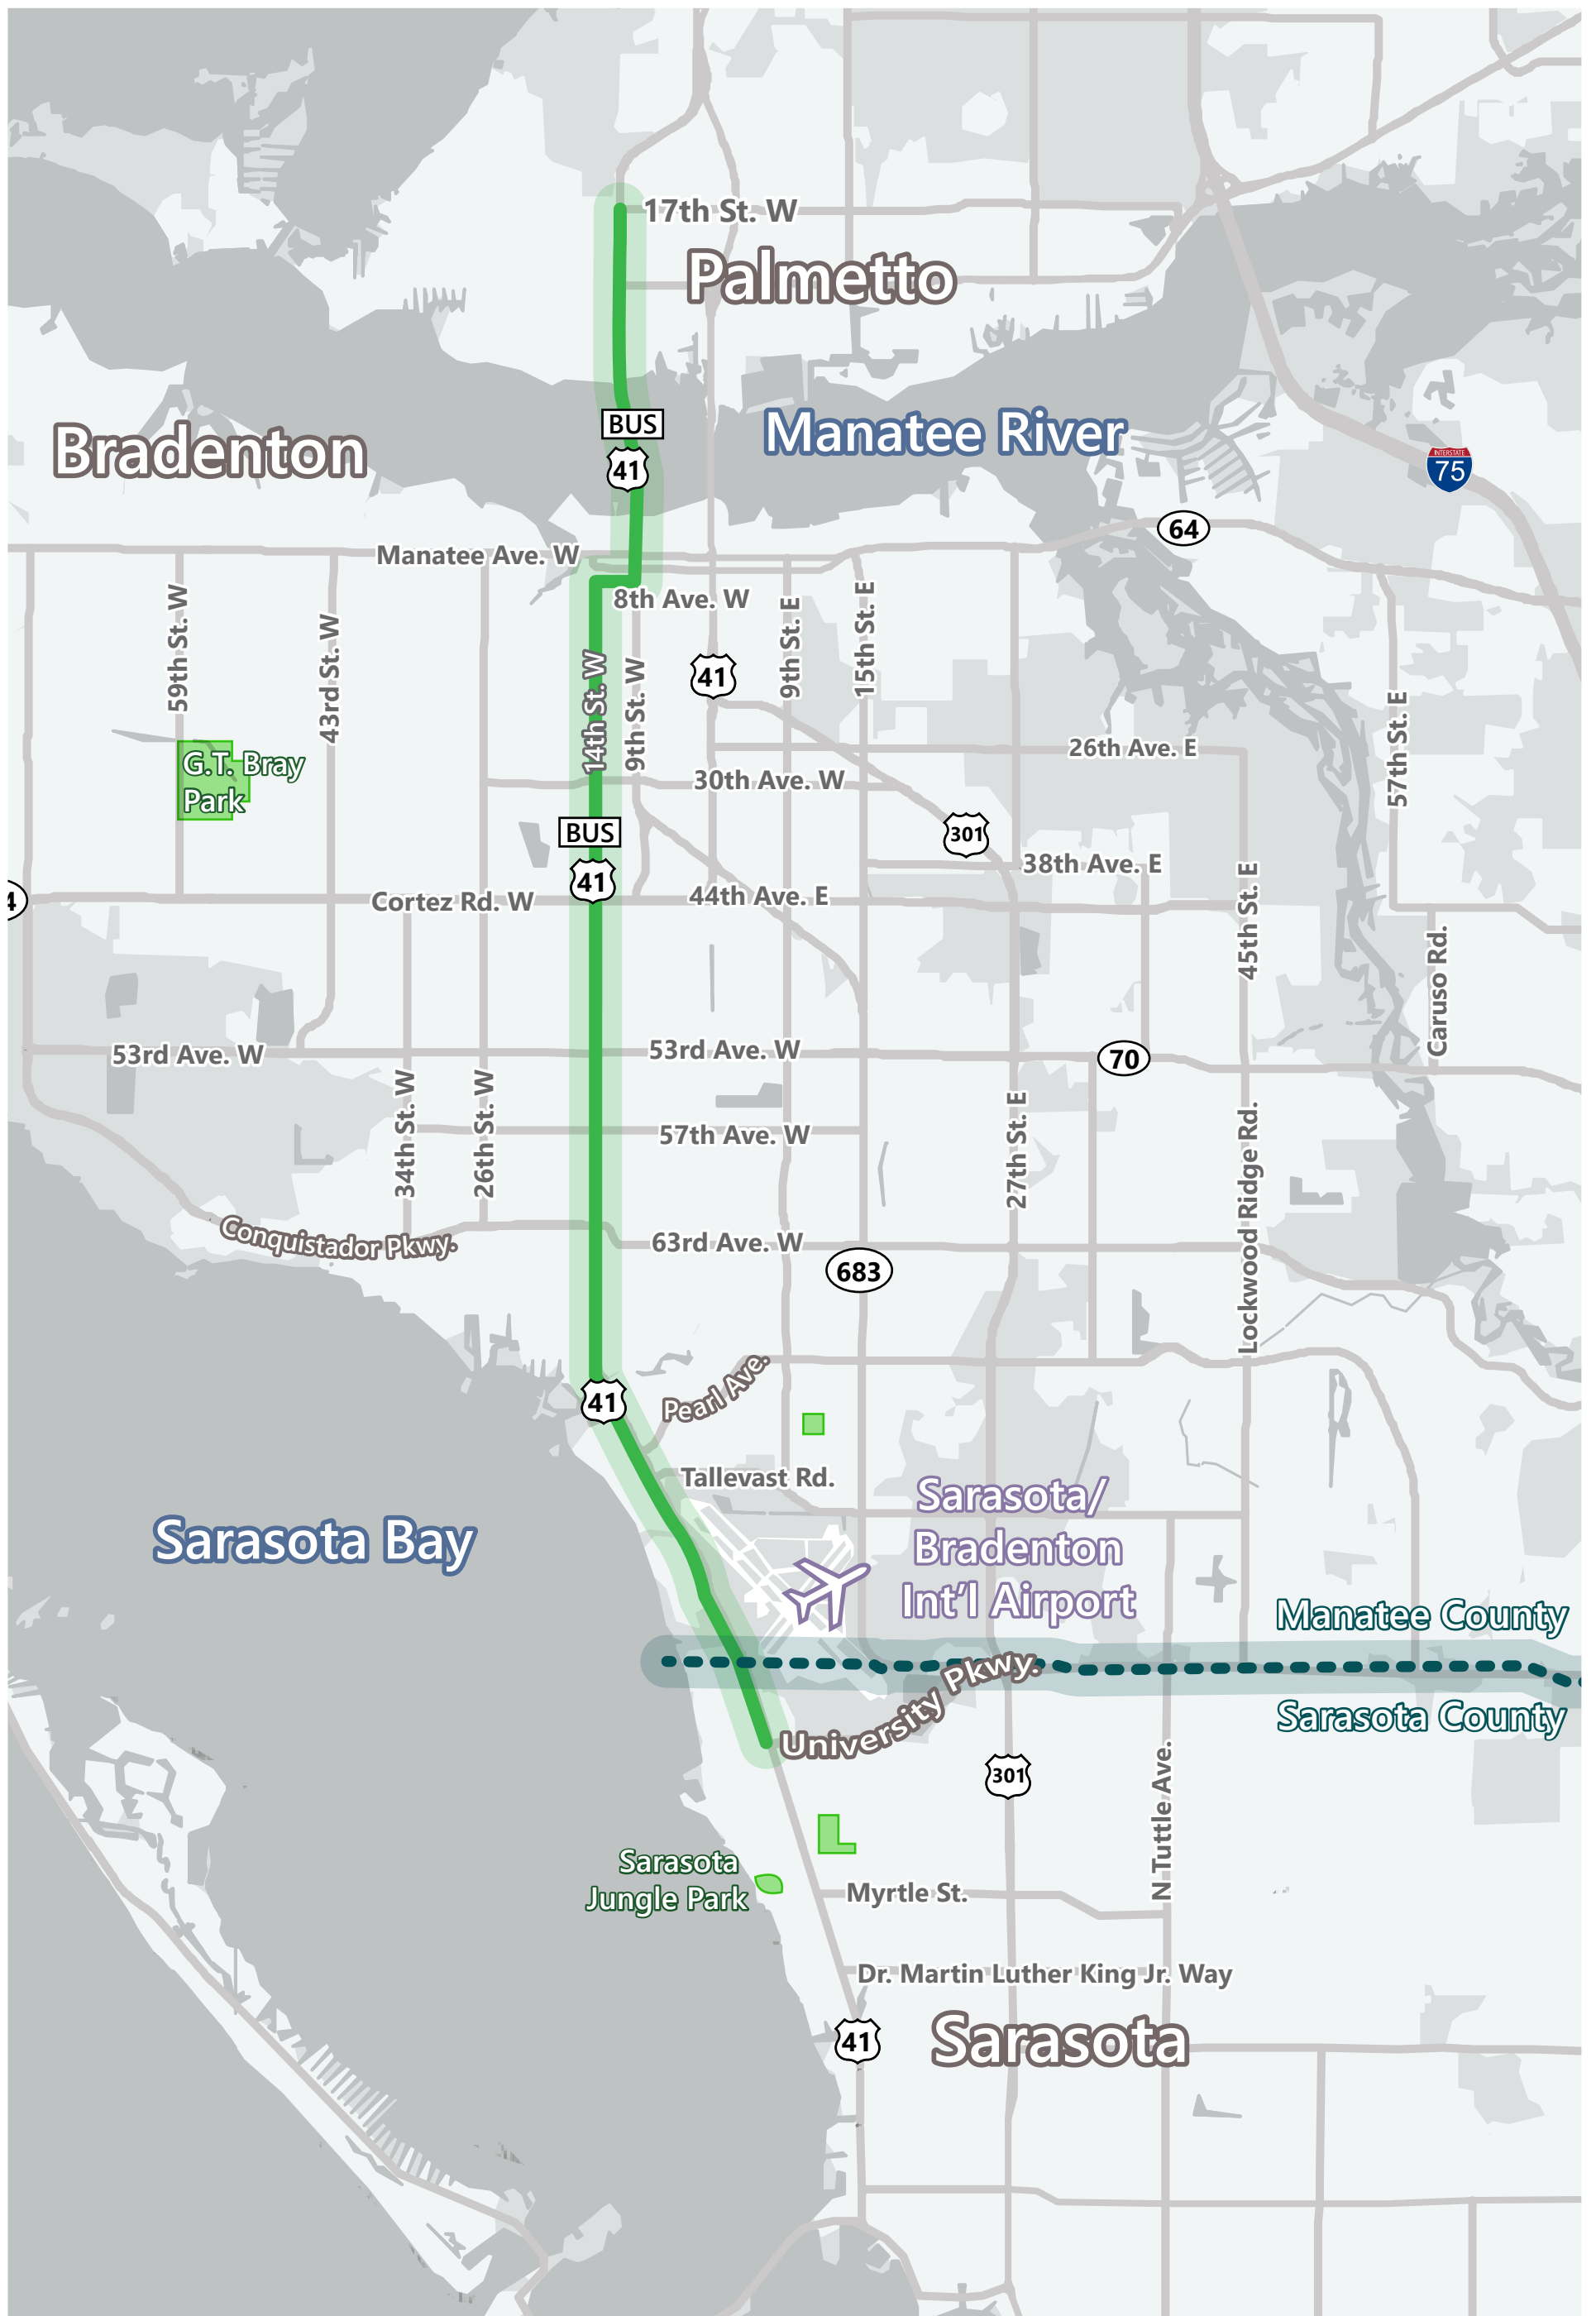 17th St. W
Palmetto
BUS
41
Manatee River
Bradenton
INTERSTATE
75
64
Manatee Ave. W
8th Ave. W
59th St. W
43rd St. W
14th St. W
9th St. W
41
9th St. E
15th St. E
57th St. E
26th Ave. E
G.T. Bray
Park
30th Ave. W
BUS
41
301
38th Ave. E
4
Cortez Rd. W
44th Ave. E
45th St. E
Caruso Rd.
53rd Ave. W
53rd Ave. W
70
34th St. W
26th St. W
57th Ave. W
27th St. E
Lockwood Ridge Rd.
Conquistador Pkwy.
63rd Ave. W
683
Pearl Ave.
41
Tallevast Rd.
Sarasota Bay
Sarasota/
Bradenton
Int'l Airport
Manatee County
University Pkwy.
Sarasota County
301
N Tuttle Ave.
Sarasota
Jungle Park
Myrtle St.
Dr. Martin Luther King Jr. Way
41
Sarasota